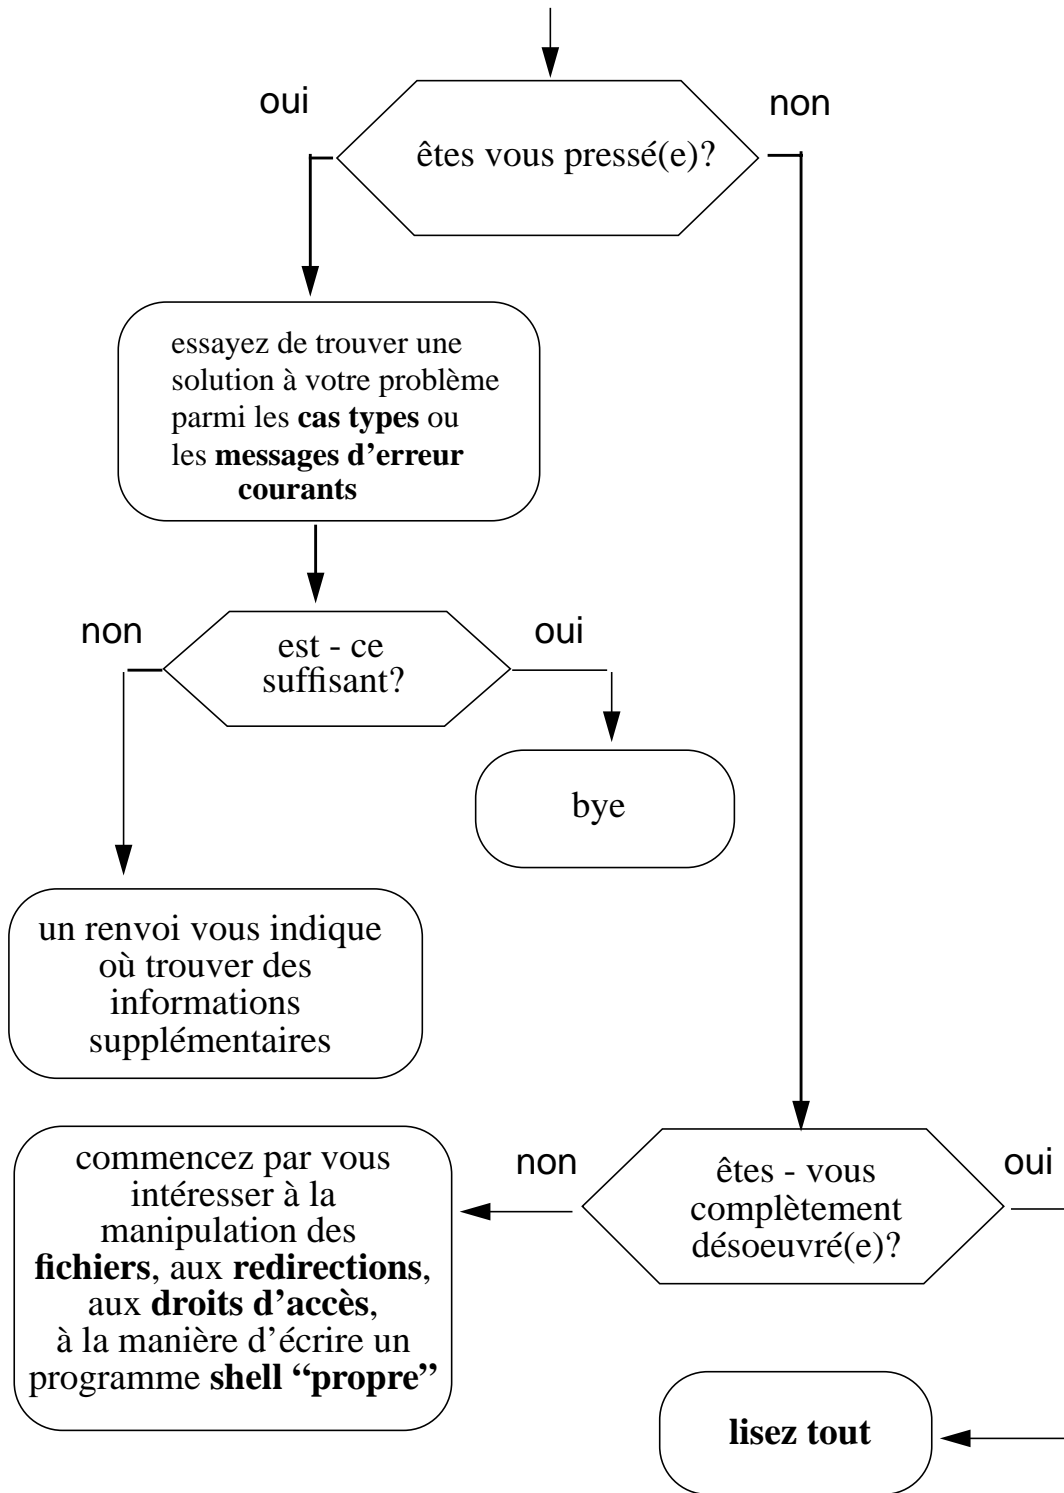 oui
non
êtes vous pressé(e)?
essayez de trouver une
solution à votre problème
parmi les cas types ou
les messages d’erreur
courants
non
oui
est - ce
suffisant?
bye
un renvoi vous indique
où trouver des
informations
supplémentaires
commencez par vous
intéresser à la
manipulation des
fichiers, aux redirections,
aux droits d’accès,
à la manière d’écrire un
programme shell “propre”
non
oui
êtes - vous
complètement
désoeuvré(e)?
lisez tout